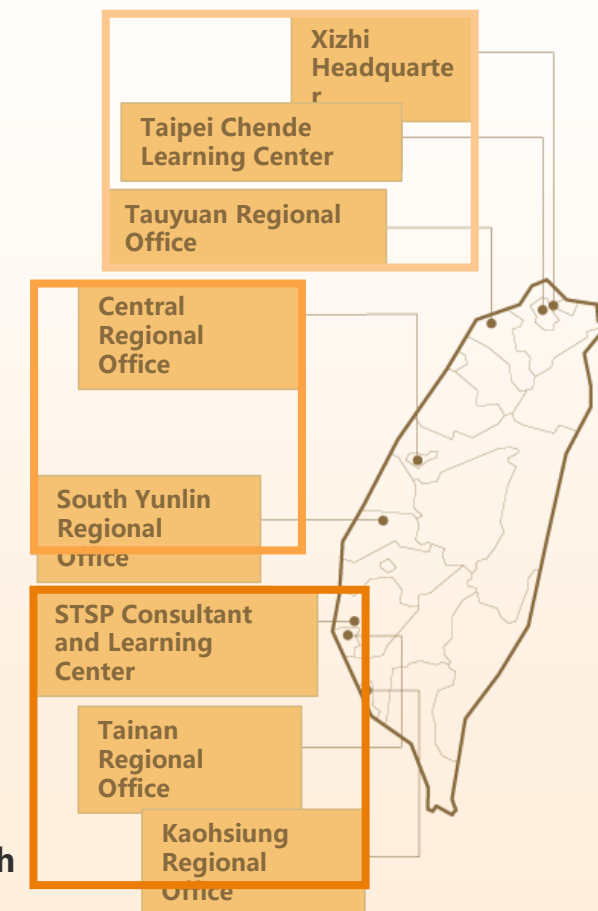 Xizhi
Headquarte
r
Taipei Chende
Learning Center
Tauyuan Regional
Office
Central
Regional
Office
South Yunlin
Regional
Office
STSP Consultant
and Learning
Center
Tainan
Regional
Office
Kaohsiung
Regional
Office
h